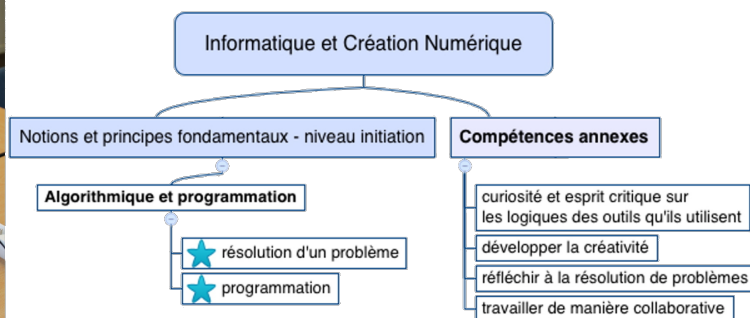 Informatique et Création Numérique
Notions et principes fondamentaux - niveau initiation
Algorithmique et programmation
résolution d'un problème
programmation
Compétences annexes
curiosité et esprit critique sur
les logiques des outils qu'ils utilisent
développer la créativité
réfléchir à la résolution de problèmes
travailler de manière collaborative